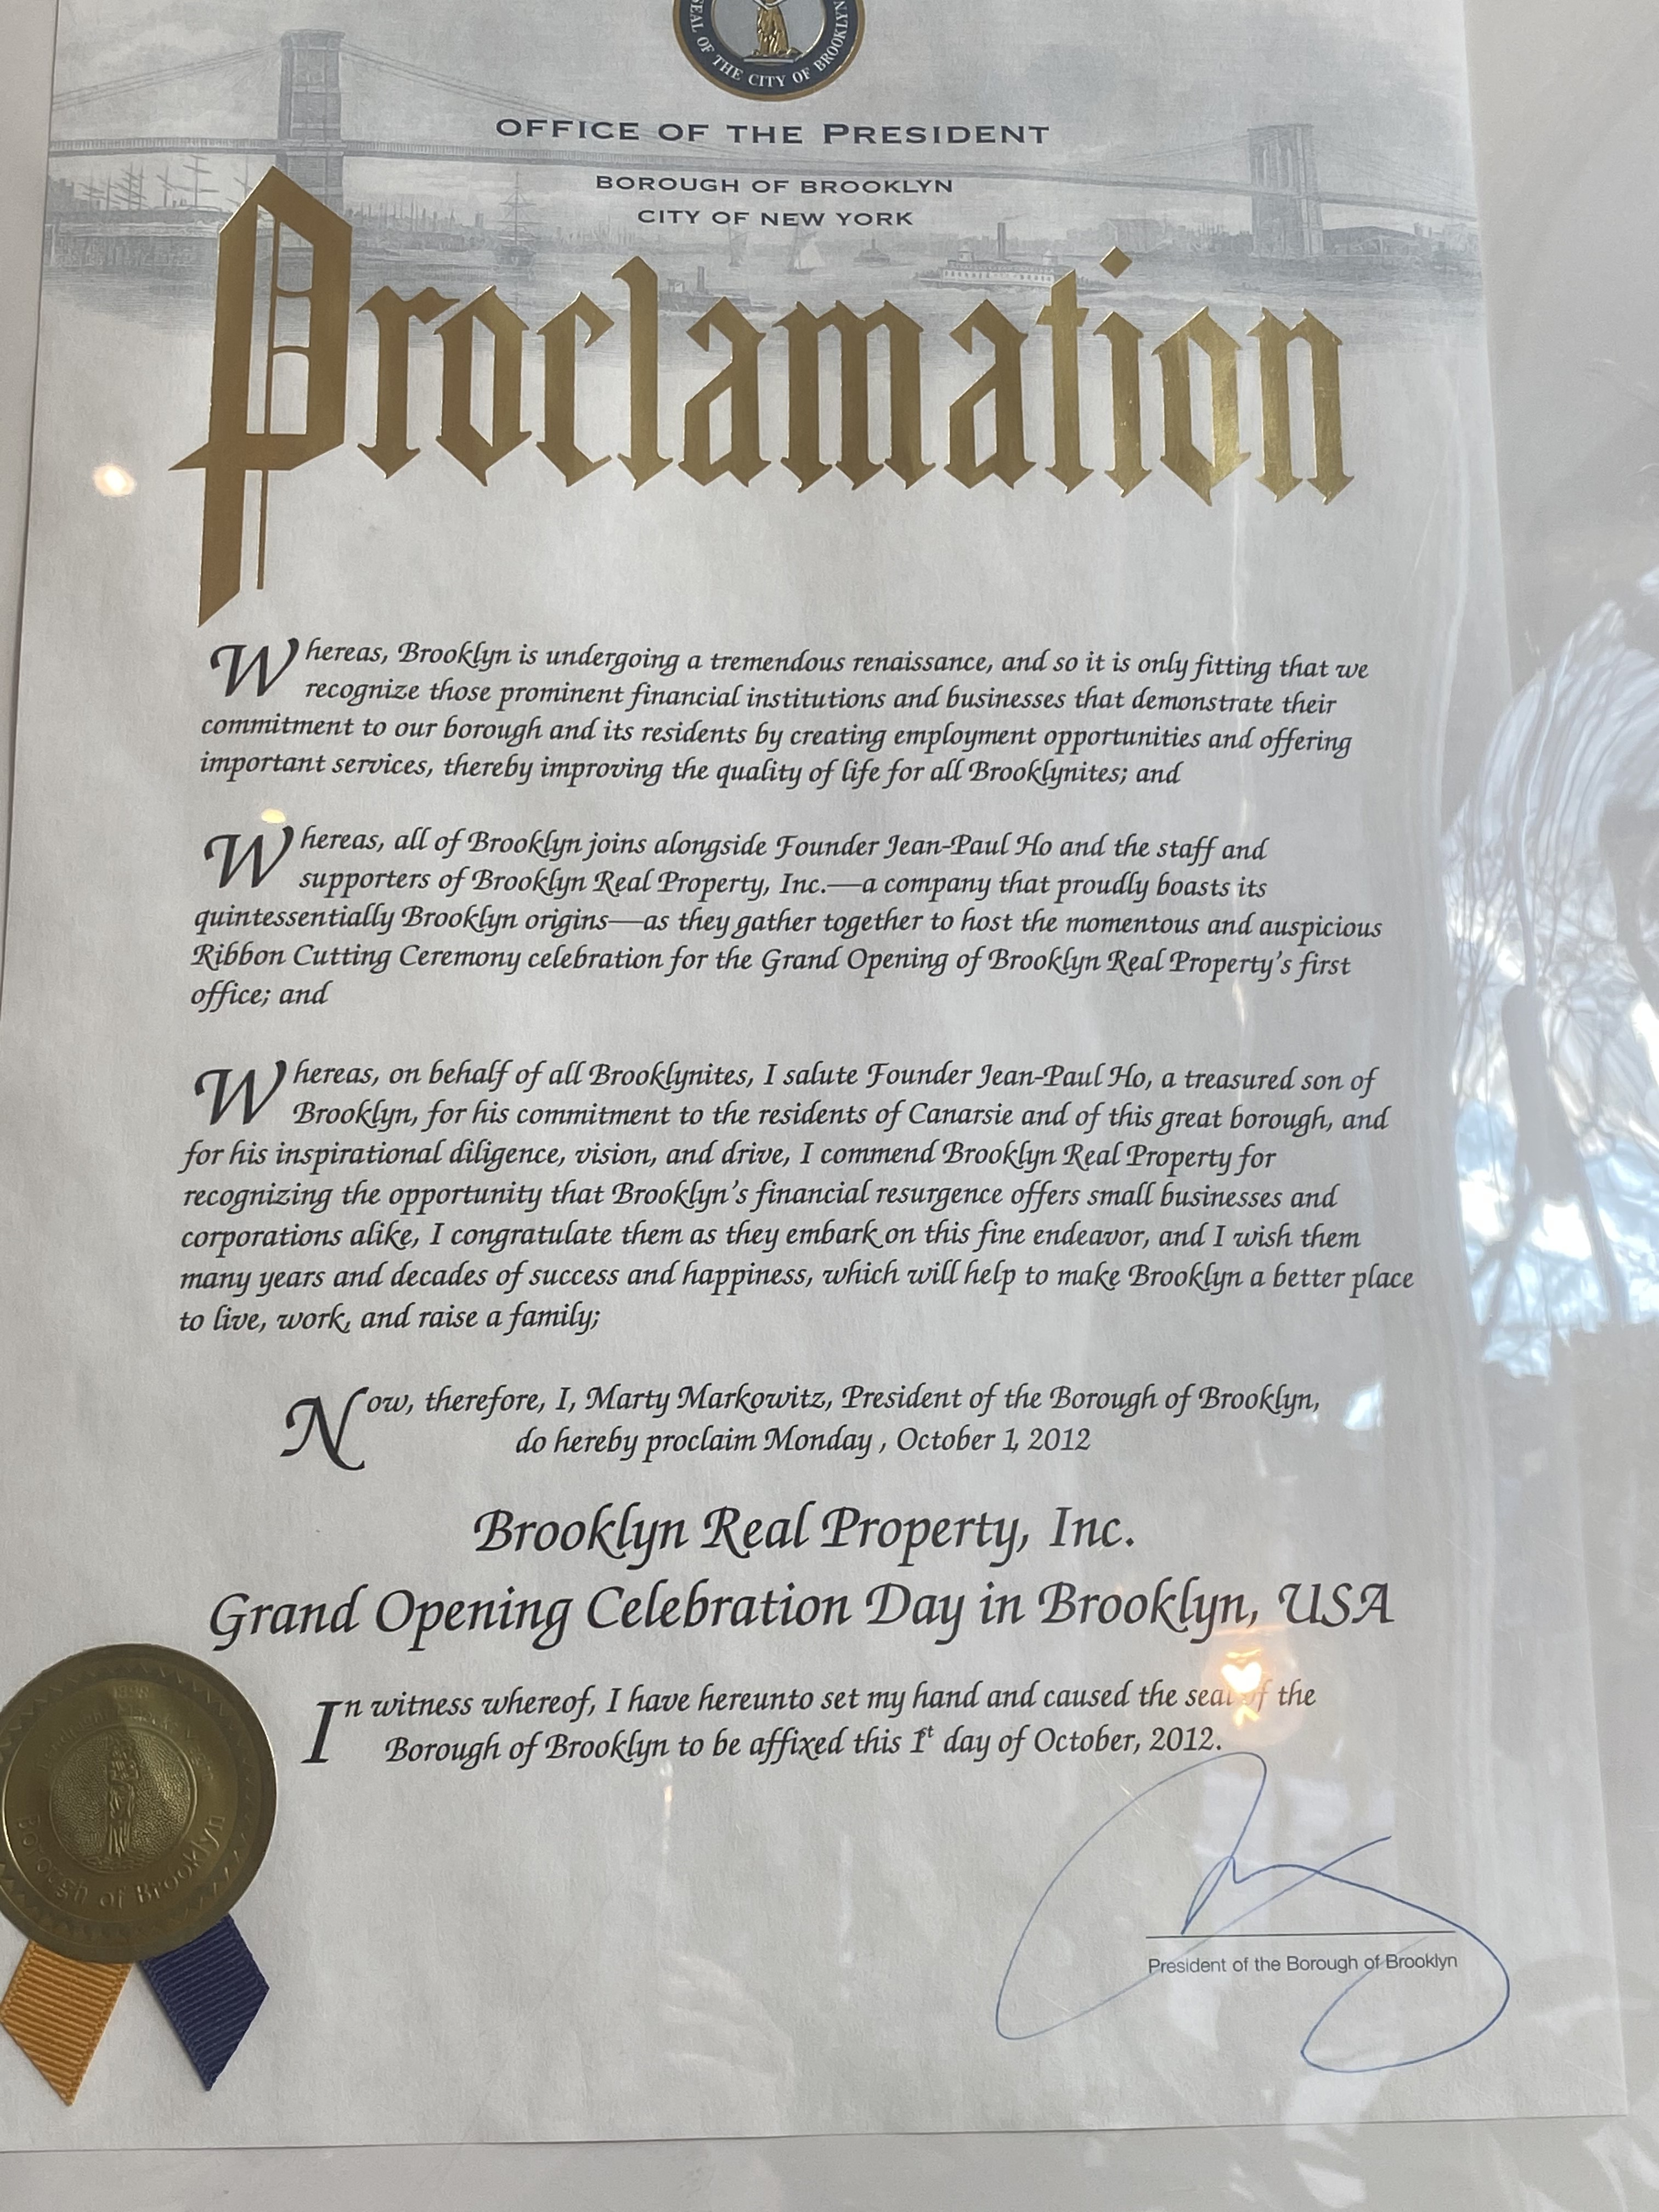 SEAL OF THE CITY OF BROOKLYN
OFFICE OF THE PRESIDENT
BOROUGH OF BROOKLYN
CITY OF NEW YORK
Proclamation
Whereas, Brooklyn is undergoing a tremendous renaissance, and so it is only fitting that we
recognize those prominent financial institutions and businesses that demonstrate their
commitment to our borough and its residents by creating employment opportunities and offering
important services, thereby improving the quality of life for all Brooklynites; and
Whereas, all of Brooklyn joins alongside Founder Jean-Paul Ho and the staff and
supporters of Brooklyn Real Property, Inc.—a company that proudly boasts its
quintessentially Brooklyn origins—as they gather together to host the momentous and auspicious
Ribbon Cutting Ceremony celebration for the Grand Opening of Brooklyn Real Property's first
office; and
Whereas, on behalf of all Brooklynites, I salute Founder Jean-Paul Ho, a treasured son of
Brooklyn, for his commitment to the residents of Canarsie and of this great borough, and
for his inspirational diligence, vision, and drive, I commend Brooklyn Real Property for
recognizing the opportunity that Brooklyn's financial resurgence offers small businesses and
corporations alike, I congratulate them as they embark on this fine endeavor, and I wish them
many years and decades of success and happiness, which will help to make Brooklyn a better place
to live, work, and raise a family;
Now, therefore, I, Marty Markowitz, President of the Borough of Brooklyn,
do hereby proclaim Monday , October 1, 2012
Brooklyn Real Property, Inc.
Grand Opening Celebration Day in Brooklyn, USA
In witness whereof, I have hereunto set my hand and caused the seal of the
Borough of Brooklyn to be affixed this 1st day of October, 2012.
1898
Borough of Brooklyn
President of the Borough of Brooklyn